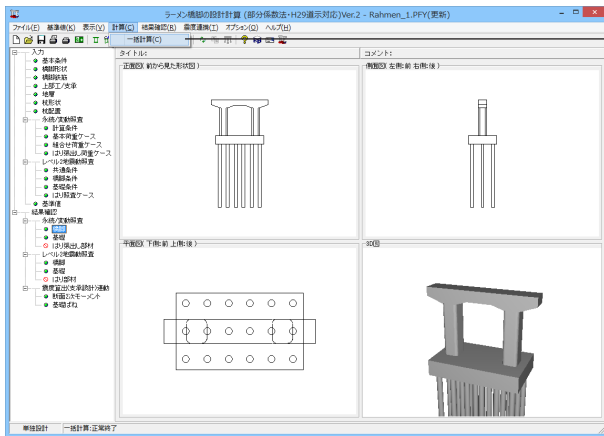 ラーメン橋脚の設計計算 (部分係数法・H29道示対応)Ver.2 - Rahmen_1.PFY(更新)
ファイル(F) 基準値(K) 表示(V) 計算(C) 結果確認(R) 震度連携(T) オプション(O) ヘルプ(H)
一括計算(C)
タイトル:
コメント:
入力
基本条件
橋脚形状
橋脚鉄筋
上部工/支承
地層
杭形状
杭配置
永続/変動照査
計算条件
基本荷重ケース
組合せ荷重ケース
はり張出し荷重ケース
レベル2地震動照査
共通条件
橋脚条件
基礎条件
はり照査ケース
基準値
結果確認
永続/変動照査
橋脚
基礎
はり張出し部材
レベル2地震動照査
橋脚
基礎
はり部材
震度算出(支承設計)連動
断面2次モーメント
基礎ばね
正面図( 前から見た形状図 )
側面図( 左側:前 右側:後 )
平面図( 下側:前 上側:後 )
3D図
単独設計
一括計算:正常終了